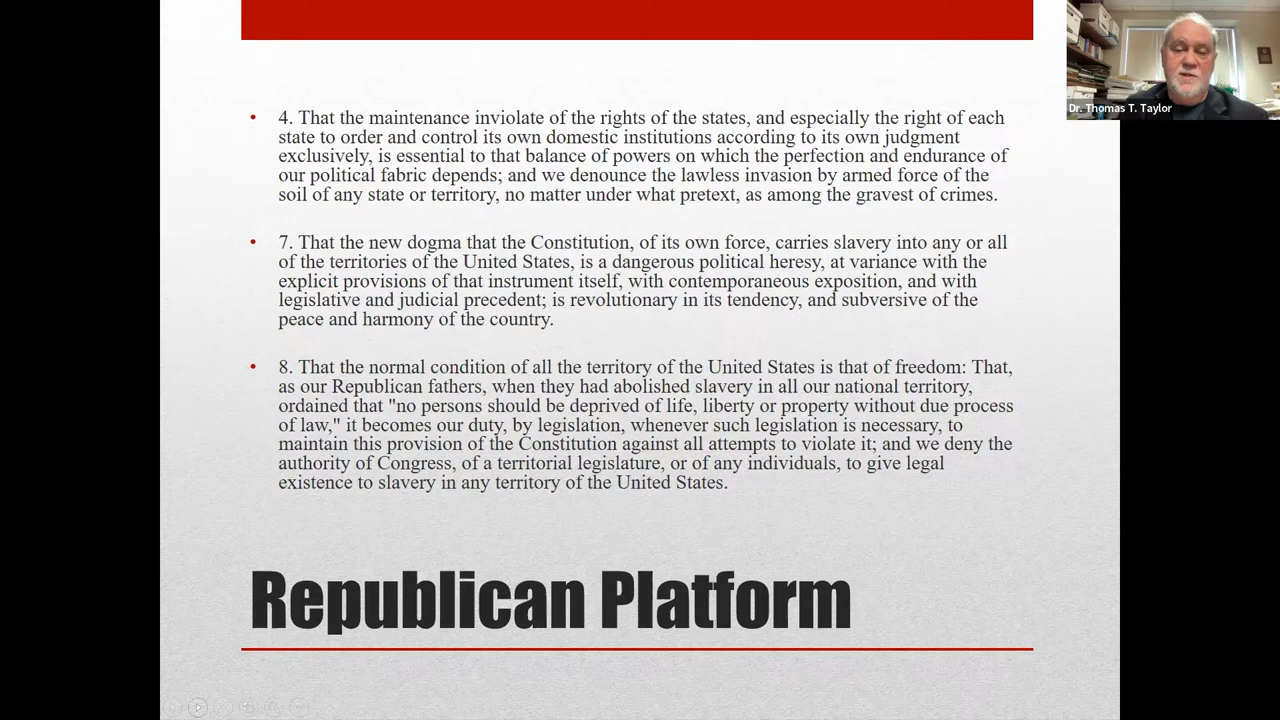 Dr. Thomas T. Taylor
• 4. That the maintenance inviolate of the rights of the states, and especially the right of each
state to order and control its own domestic institutions according to its own judgment
exclusively, is essential to that balance of powers on which the perfection and endurance of
our political fabric depends; and we denounce the lawless invasion by armed force of the
soil of any state or territory, no matter under what pretext, as among the gravest of crimes.
• 7. That the new dogma that the Constitution, of its own force, carries slavery into any or all
of the territories of the United States, is a dangerous political heresy, at variance with the
explicit provisions of that instrument itself, with contemporaneous exposition, and with
legislative and judicial precedent; is revolutionary in its tendency, and subversive of the
peace and harmony of the country.
• 8. That the normal condition of all the territory of the United States is that of freedom: That,
as our Republican fathers, when they had abolished slavery in all our national territory,
ordained that "no persons should be deprived of life, liberty or property without due process
of law," it becomes our duty, by legislation, whenever such legislation is necessary, to
maintain this provision of the Constitution against all attempts to violate it; and we deny the
authority of Congress, of a territorial legislature, or of any individuals, to give legal
existence to slavery in any territory of the United States.
Republican Platform